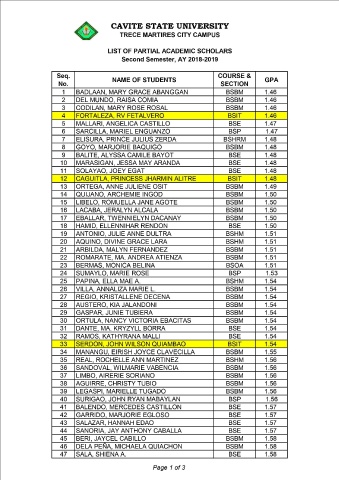 CAVITE STATE UNIVERSITY
TRECE MARTIRES CITY CAMPUS
LIST OF PARTIAL ACADEMIC SCHOLARS
Second Semester, AY 2018-2019
Seq. No. NAME OF STUDENTS COURSE & SECTION GPA
1 BADLAAN, MARY GRACE ABANGGAN BSBM 1.46
2 DEL MUNDO, RAISA COMIA BSBM 1.46
3 CODILAN, MARY ROSE ROSAL BSBM 1.46
4 FORTALEZA, RV FETALVERO BSIT 1.46
5 MALLARI, ANGELICA CASTILLO BSE 1.47
6 SARCILLA, MARIEL ENGUANZO BSP 1.47
7 ELISURA, PRINCE JULIUS ZERDA BSHRM 1.48
8 GOYO, MARJORIE BAQUIGO BSBM 1.48
9 BALITE, ALYSSA CAMILE BAYOT BSE 1.48
10 MARASIGAN, JESSA MAY ARANDA BSE 1.48
11 SOLAYAO, JOEY EGAT BSE 1.48
12 CAGUITLA, PRINCESS JHARMIN ALITRE BSIT 1.48
13 ORTEGA, ANNE JULIENE OSIT BSBM 1.49
14 QUIJANO, ARCHEMIE INGOD BSBM 1.50
15 LIBELO, ROMUELLA JANE AGOTE BSBM 1.50
16 LACABA, JERALYN ALCALA BSBM 1.50
17 EBALLAR, TWENNIELYN DACANAY BSBM 1.50
18 HAMID, ELLENNIHAR RENDON BSE 1.50
19 ANTONIO, JULIE ANNE DULTRA BSHM 1.51
20 AQUINO, DIVINE GRACE LARA BSHM 1.51
21 ARBILDA, MALYN FERNANDEZ BSBM 1.51
22 ROMARATE, MA. ANDREA ATIENZA BSBM 1.51
23 BERMAS, MONICA BELINA BSOA 1.51
24 SUMAYLO, MARIE ROSE BSP 1.53
25 PAPINA, ELLA MAE A. BSHM 1.54
26 VILLA, ANNALIZA MARIE L. BSBM 1.54
27 REGIO, KRISTALLENE DECENA BSBM 1.54
28 AUSTERO, KIA JALANDONI BSBM 1.54
29 GASPAR, JUNIE TUBIERA BSBM 1.54
30 ORTULA, NANCY VICTORIA EBACITAS BSBM 1.54
31 DANTE, MA. KRYZYLL BORRA BSE 1.54
32 RAMOS, KATHYRANA MALLI BSE 1.54
33 SIERDON, JOHN WILSON QUIAMBAO BSIT 1.54
34 MANANGU, EIRISH JOYCE CLAVECILLA BSBM 1.55
35 REAL, ROCHELLE ANN MARTINEZ BSHM 1.56
36 SANDOVAL, WILMARIE VABENCIA BSBM 1.56
37 LIMBO, AIRERIE SORIANO BSBM 1.56
38 AGUIRRE, CHRISTY TUBIO BSBM 1.56
39 LEGASPI, MARIELLE TUGADO BSBM 1.56
40 SURIGAO, JOHN RYAN MABAYLAN BSP 1.56
41 BALENDO, MERCEDES CASTILLON BSE 1.57
42 GARRIDO, MARJORIE EGLOSO BSE 1.57
43 SALAZAR, HANNAH EDAO BSE 1.57
44 SANORIA, JAY ANTHONY CABALLA BSE 1.57
45 BERI, JAYCEL CABILLO BSBM 1.58
46 DELA PEÑA, MICHAELA QUIACHON BSBM 1.58
47 SALA, SHIENA A. BSE 1.58
Page 1 of 3